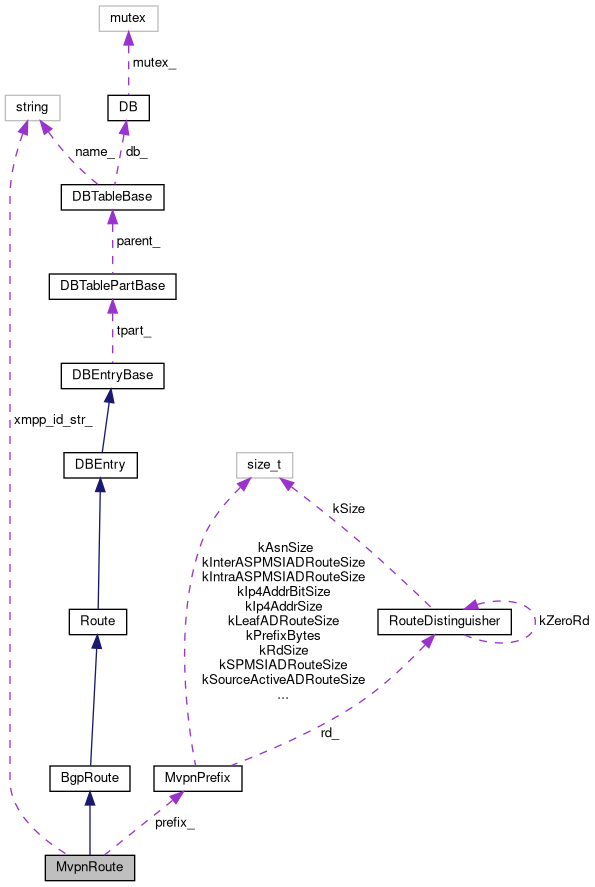 mutex
mutex_
string
DB
name_
db_
DBTableBase
parent_
DBTablePartBase
tpart_
DBEntryBase
xmpp_id_str_
DBEntry
size_t
kSize
kAsnSize
kInterASPMSIADRouteSize
kIntraASPMSIADRouteSize
kIp4AddrBitSize
kIp4AddrSize
kLeafADRouteSize
kPrefixBytes
kRdSize
kSPMSIADRouteSize
kSourceActiveADRouteSize
...
Route
RouteDistinguisher
kZeroRd
rd_
BgpRoute
MvpnPrefix
prefix_
MvpnRoute